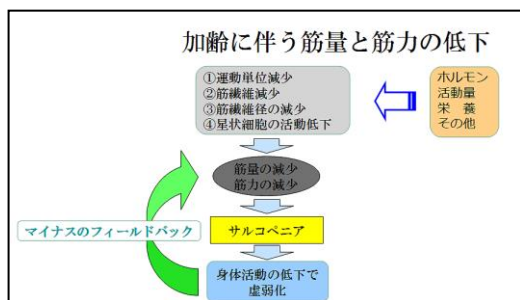 加齢に伴う筋量と筋力の低下
①運動単位減少
②筋繊維減少
③筋繊維径の減少
④星状細胞の活動低下
ホルモン
活動量
栄　養
その他
筋量の減少
筋力の減少
マイナスのフィールドバック
サルコペニア
身体活動の低下で
虚弱化